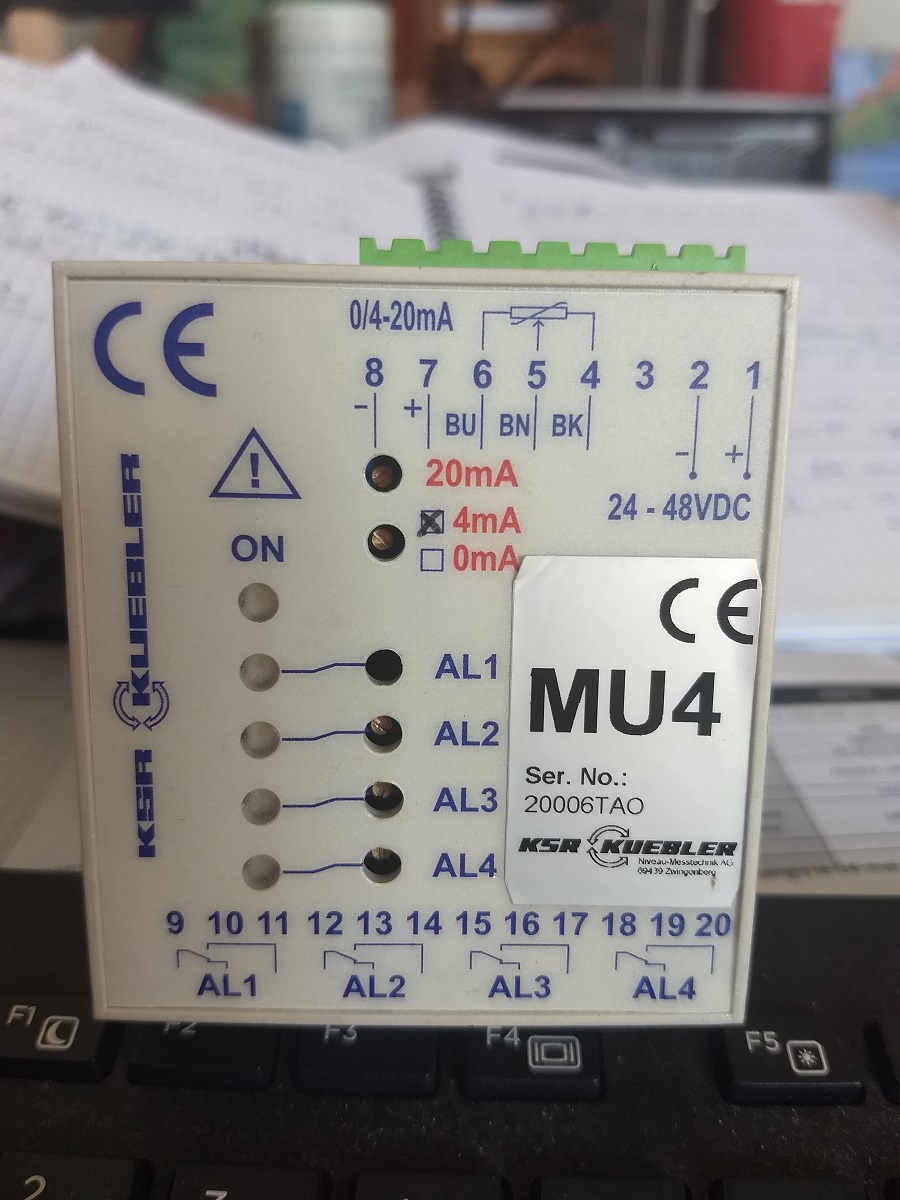 CE
0/4-20mA
8 7 6 5 4 3 2 1
- + BU BN BK - +
20mA
24 - 48VDC
4mA
0mA
!
ON
KSR KUEBLER
AL1
AL2
AL3
AL4
CE
MU4
Ser. No.:
20006TAO
KSR KUEBLER
Niveau-Messtechnik AG
69439 Zwingenberg
9 10 11 12 13 14 15 16 17 18 19 20
AL1 AL2 AL3 AL4
F1 F2 F3 F4 F5
2